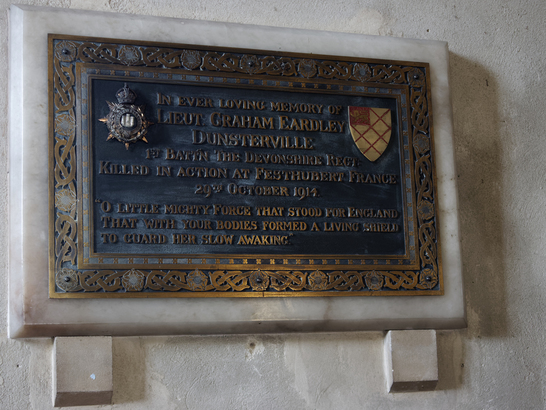 IN EVER LOVING MEMORY OF
LIEUT GRAHAM EARDLEY
DUNSTERVILLE
1ST BATT'N THE DEVONSHIRE REGT.
KILLED IN ACTION AT FESTHUBERT, FRANCE
29TH OCTOBER 1914.
"O LITTLE MIGHTY FORCE THAT STOOD FOR ENGLAND
THAT WITH YOUR BODIES FORMED A LIVING SHIELD
TO GUARD HER SLOW AWAKING"